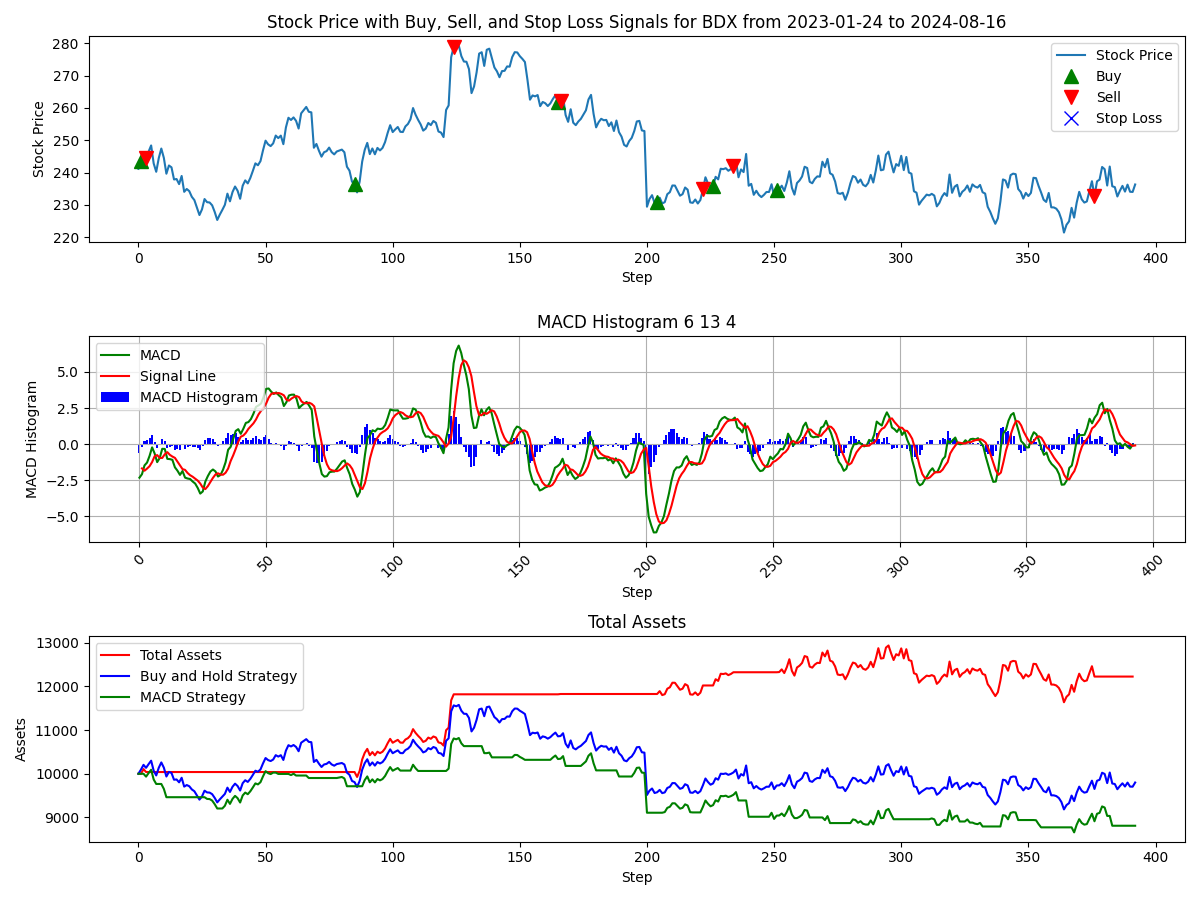 Stock Price with Buy, Sell, and Stop Loss Signals for BDX from 2023-01-24 to 2024-08-16
Stock Price
280
270
260
250
240
230
220
Stock Price
Buy
Sell
Stop Loss
0 50 100 150 200 250 300 350 400
Step
MACD Histogram 6 13 4
MACD Histogram
5.0
2.5
0.0
−2.5
−5.0
MACD
Signal Line
MACD Histogram
0 50 100 150 200 250 300 350 400
Step
Total Assets
Assets
13000
12000
11000
10000
9000
Total Assets
Buy and Hold Strategy
MACD Strategy
0 50 100 150 200 250 300 350 400
Step